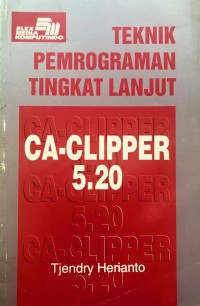 ELEX
MEDIA
KOMPUTINDO
TEKNIK
PEMROGRAMAN
TINGKAT LANJUT
CA-CLIPPER
CA-CLIPPER
5.20
CA-CLIPPER
5.20
CA-CLIPPER
Tjendry Herianto
5.20